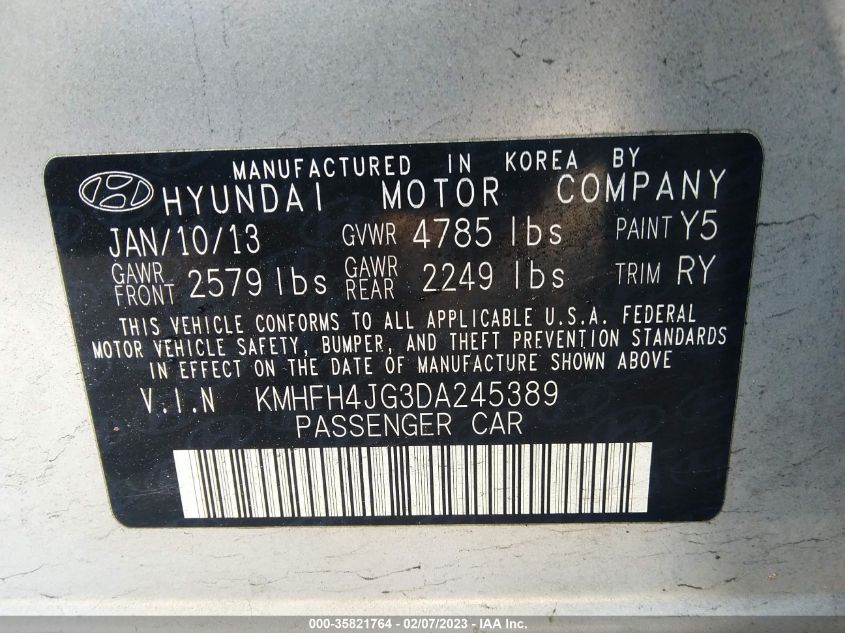 MANUFACTURED IN KOREA BY
HYUNDAI MOTOR COMPANY
JAN/10/13 GVWR 4785 lbs PAINT Y5
GAWR FRONT 2579 lbs GAWR REAR 2249 lbs TRIM RY
THIS VEHICLE CONFORMS TO ALL APPLICABLE U.S.A. FEDERAL
MOTOR VEHICLE SAFETY, BUMPER, AND THEFT PREVENTION STANDARDS
IN EFFECT ON THE DATE OF MANUFACTURE SHOWN ABOVE
V.I.N KMHFH4JG3DA245389
PASSENGER CAR
000-35821764 - 02/07/2023 - IAA Inc.